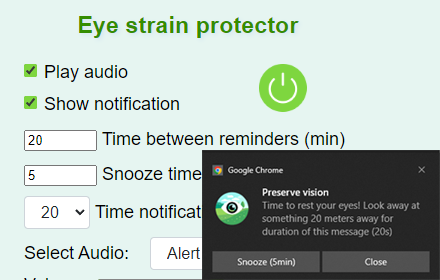 Eye strain protector
Play audio
Show notification
20 Time between reminders (min)
5 Snooze time
20 Time notificat
Select Audio: Alert
Google Chrome
Preserve vision
Time to rest your eyes! Look away at
something 20 meters away for
duration of this message (20s)
Snooze (5min) Close